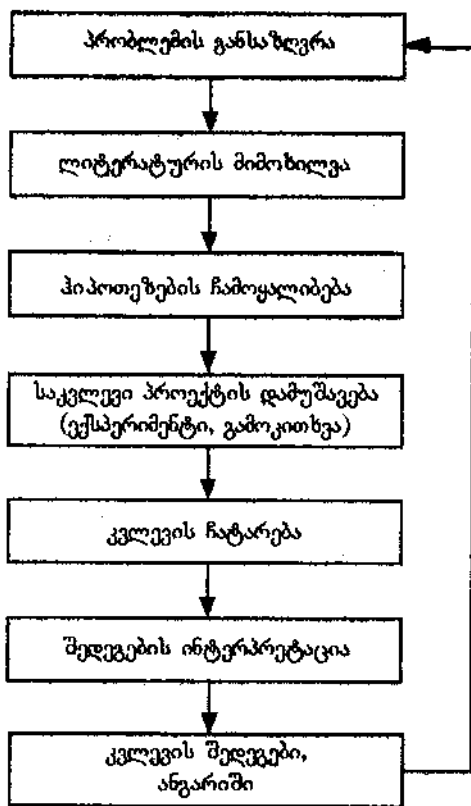 პრობლემის განსაზღვრა
ლიტერატურის მიმოხილვა
ჰიპოთეზების ჩამოყალიბება
საკვლევი პროექტის დამუშავება
(ექსპერიმენტი, გამოკითხვა)
კვლევის ჩატარება
შედეგების ინტერპრეტაცია
კვლევის შედეგები,
ანგარიში